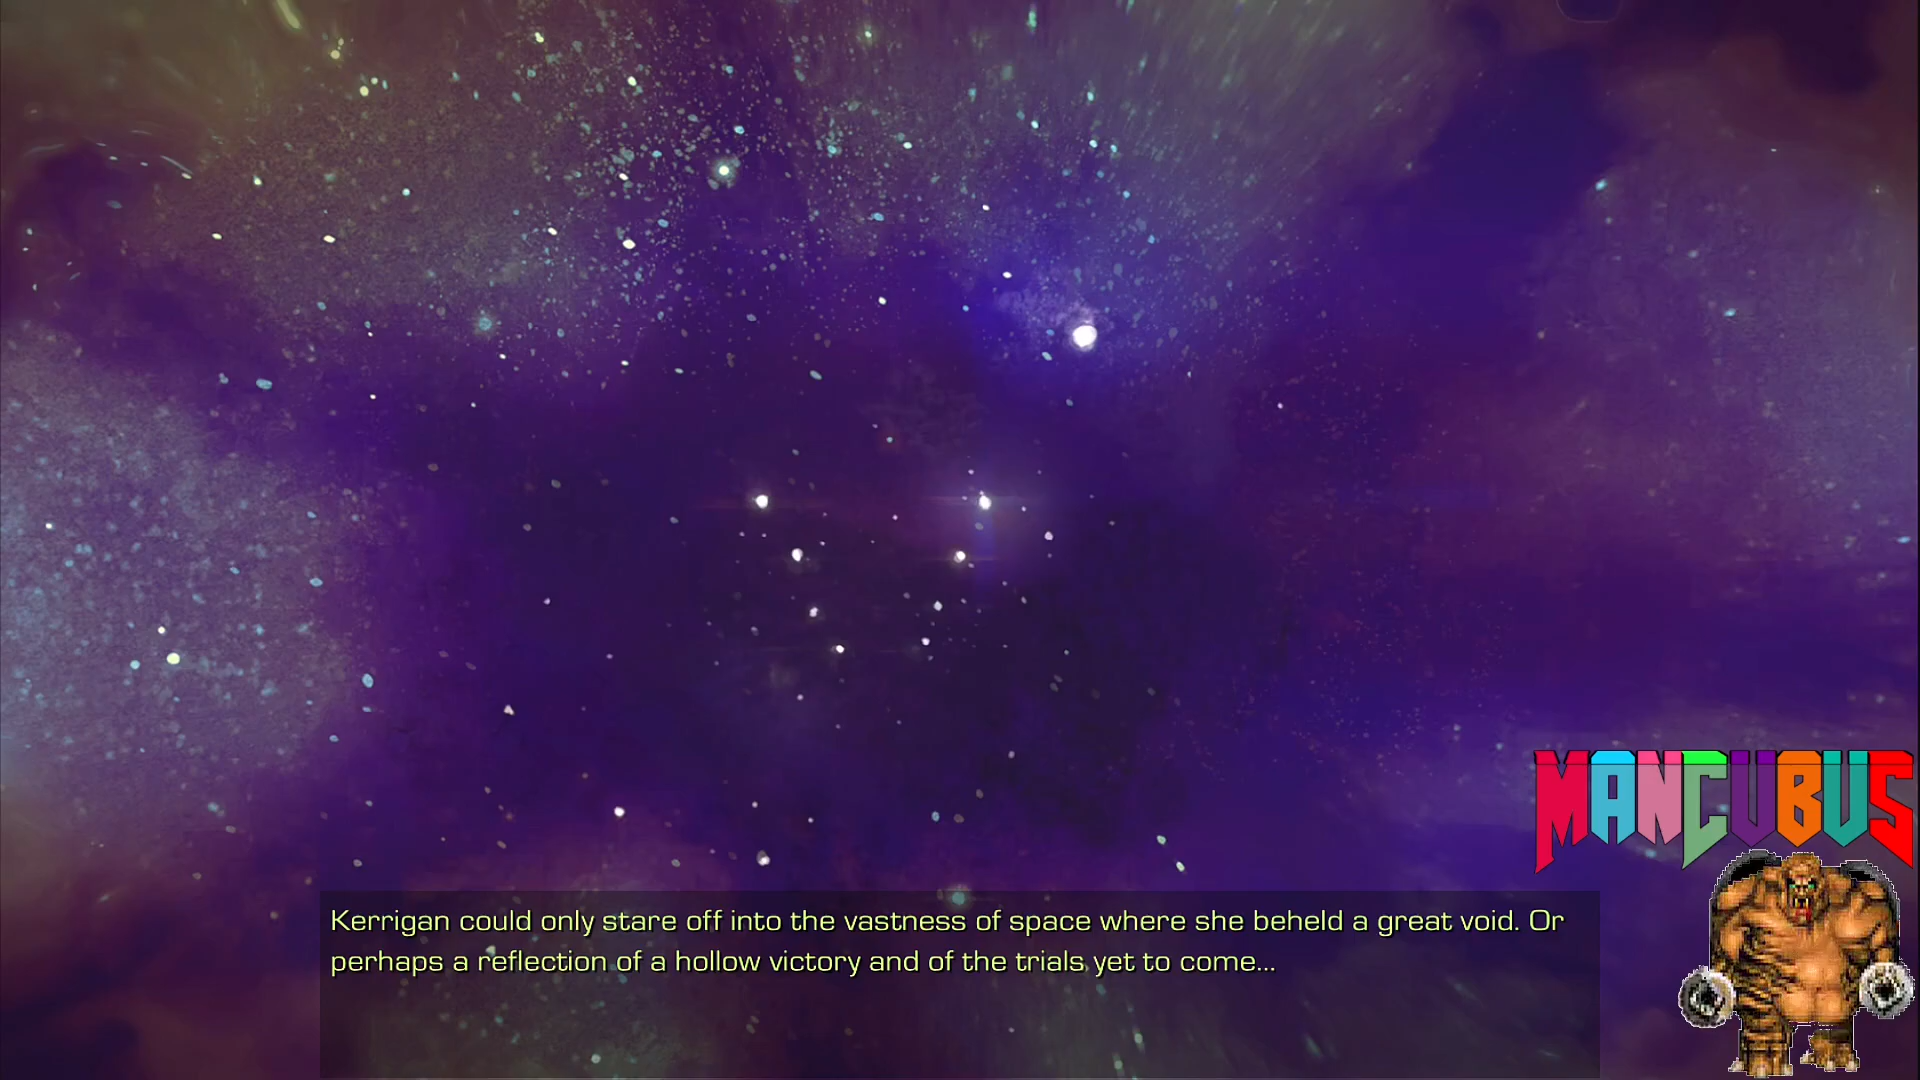 MANCUBUS
Kerrigan could only stare off into the vastness of space where she beheld a great void. Or
perhaps a reflection of a hollow victory and of the trials yet to come...